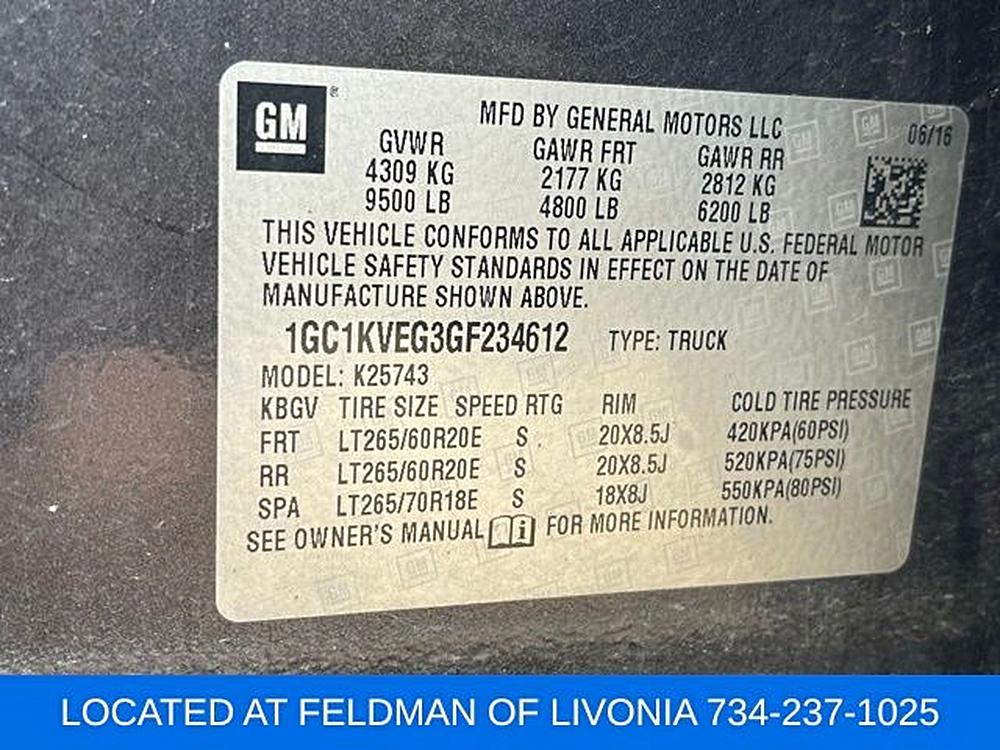 GM
MFD BY GENERAL MOTORS LLC
06/16
GVWR GAWR FRT GAWR RR
4309 KG 2177 KG 2812 KG
9500 LB 4800 LB 6200 LB
THIS VEHICLE CONFORMS TO ALL APPLICABLE U.S. FEDERAL MOTOR
VEHICLE SAFETY STANDARDS IN EFFECT ON THE DATE OF
MANUFACTURE SHOWN ABOVE.
1GC1KVEG3GF234612 TYPE: TRUCK
MODEL: K25743
KBGV TIRE SIZE SPEED RTG RIM COLD TIRE PRESSURE
FRT LT265/60R20E S 20X8.5J 420KPA(60PSI)
RR LT265/60R20E S 20X8.5J 520KPA(75PSI)
SPA LT265/70R18E S 18X8J 550KPA(80PSI)
SEE OWNER'S MANUAL FOR MORE INFORMATION.
LOCATED AT FELDMAN OF LIVONIA 734-237-1025